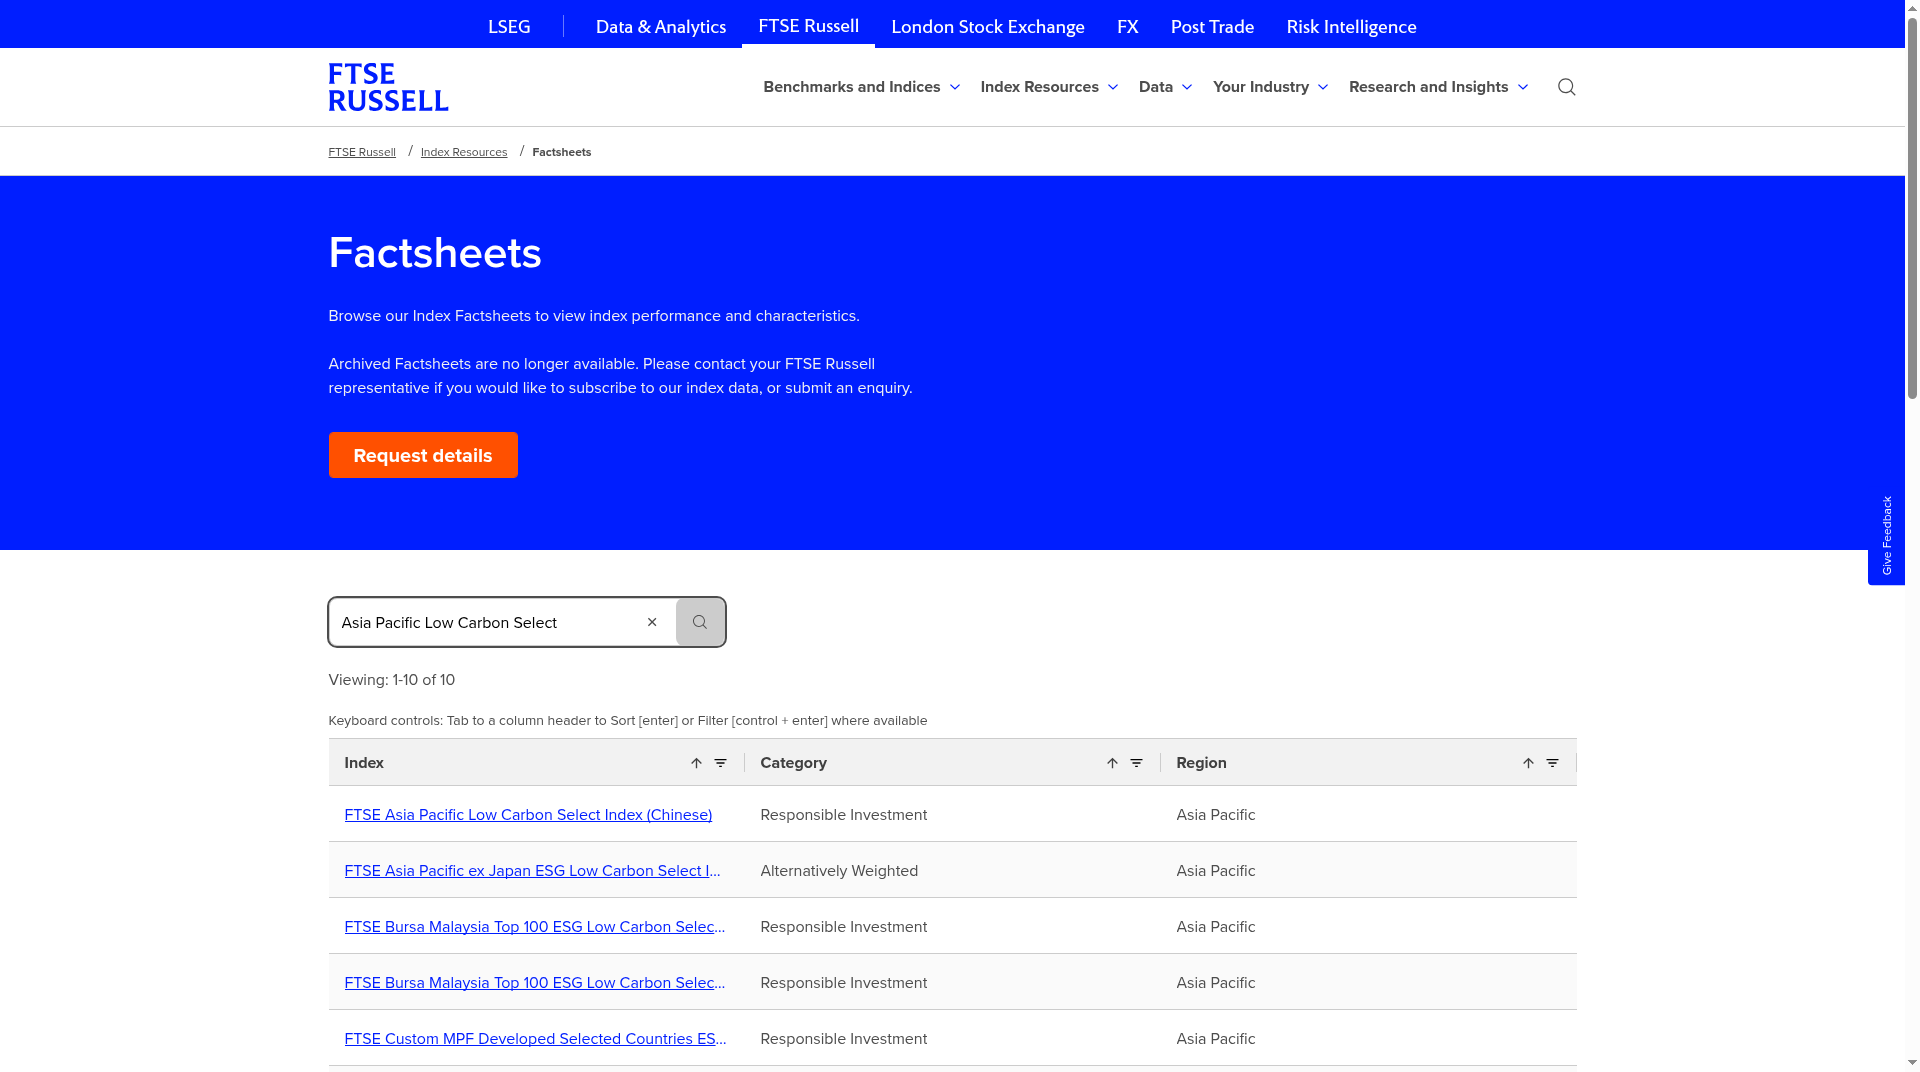 LSEG
Data & Analytics
FTSE Russell
London Stock Exchange
FX
Post Trade
Risk Intelligence
FTSE
RUSSELL
Benchmarks and Indices
Index Resources
Data
Your Industry
Research and Insights
FTSE Russell / Index Resources / Factsheets
Factsheets
Browse our Index Factsheets to view index performance and characteristics.
Archived Factsheets are no longer available. Please contact your FTSE Russell
representative if you would like to subscribe to our index data, or submit an enquiry.
Request details
Give Feedback
Asia Pacific Low Carbon Select
Viewing: 1-10 of 10
Keyboard controls: Tab to a column header to Sort [enter] or Filter [control + enter] where available
Index Category Region
FTSE Asia Pacific Low Carbon Select Index (Chinese) Responsible Investment Asia Pacific
FTSE Asia Pacific ex Japan ESG Low Carbon Select I... Alternatively Weighted Asia Pacific
FTSE Bursa Malaysia Top 100 ESG Low Carbon Selec... Responsible Investment Asia Pacific
FTSE Bursa Malaysia Top 100 ESG Low Carbon Selec... Responsible Investment Asia Pacific
FTSE Custom MPF Developed Selected Countries ES... Responsible Investment Asia Pacific